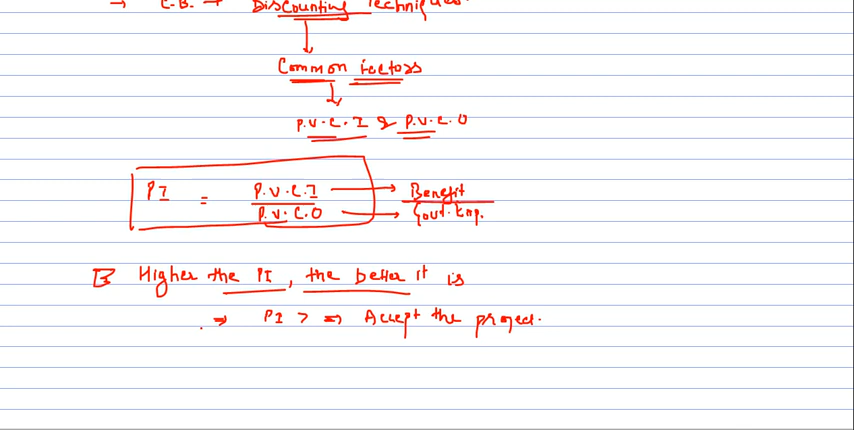 → C.B. → Discounting Techniques.
Common factors
P.V.C.I & P.V.C.O
PI = P.V.C.I → Benefit
P.V.C.O → Govt. Exp.
Higher the PI, the better it is
⇒ PI > ⇒ Accept the project.